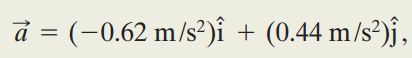 a⃗ = (−0.62 m/s²)î + (0.44 m/s²)ĵ,